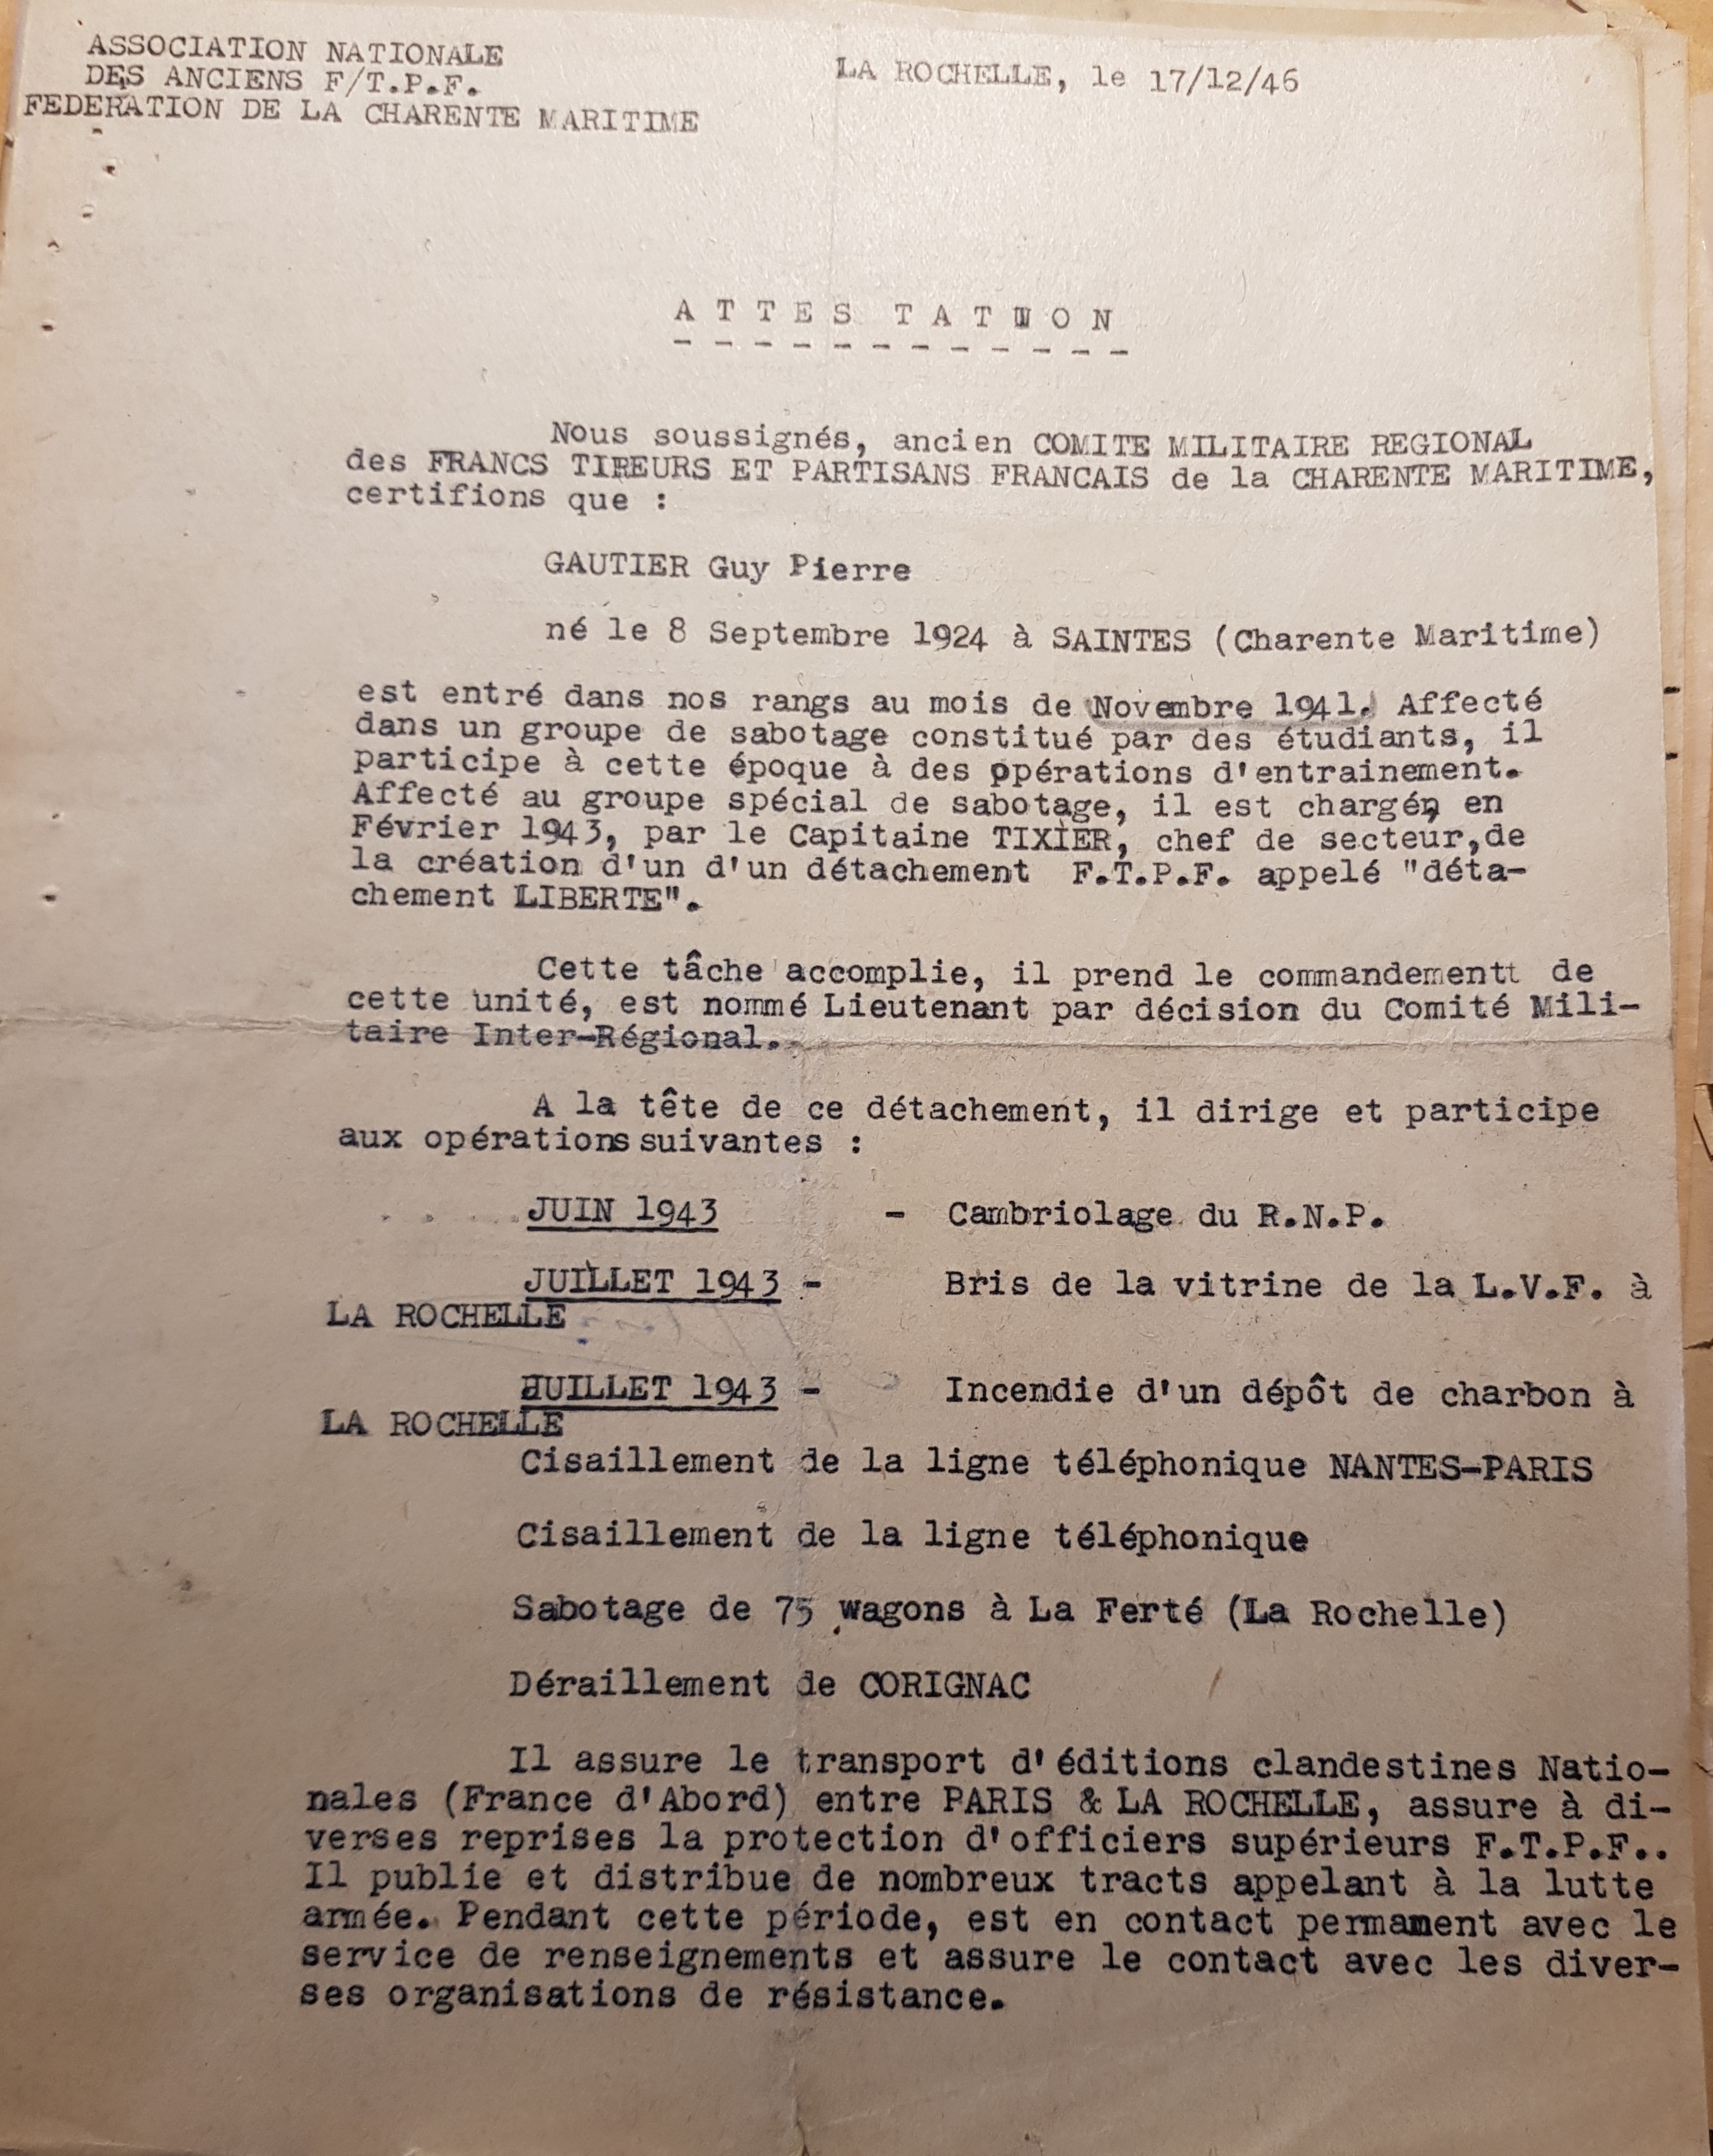 ASSOCIATION NATIONALE
DES ANCIENS F/T.P.F.
FEDERATION DE LA CHARENTE MARITIME
LA ROCHELLE, le 17/12/46
ATTESTATION
Nous soussignés, ancien COMITE MILITAIRE REGIONAL
des FRANCS TIREURS ET PARTISANS FRANCAIS de la CHARENTE MARITIME,
certifions que :
GAUTIER Guy Pierre
né le 8 Septembre 1924 à SAINTES (Charente Maritime)
est entré dans nos rangs au mois de Novembre 1941. Affecté
dans un groupe de sabotage constitué par des étudiants, il
participe à cette époque à des opérations d'entrainement.
Affecté au groupe spécial de sabotage, il est chargé, en
Février 1943, par le Capitaine TIXIER, chef de secteur,de
la création d'un d'un détachement F.T.P.F. appelé "déta-
chement LIBERTE".
Cette tâche accomplie, il prend le commandementt de
cette unité, est nommé Lieutenant par décision du Comité Mili-
taire Inter-Régional.
A la tête de ce détachement, il dirige et participe
aux opérations suivantes :
JUIN 1943 - Cambriolage du R.N.P.
JUILLET 1943 - Bris de la vitrine de la L.V.F. à
LA ROCHELLE
JUILLET 1943 - Incendie d'un dépôt de charbon à
LA ROCHELLE
Cisaillement de la ligne téléphonique NANTES-PARIS
Cisaillement de la ligne téléphonique
Sabotage de 75 wagons à La Ferté (La Rochelle)
Déraillement de CORIGNAC
Il assure le transport d'éditions clandestines Natio-
nales (France d'Abord) entre PARIS & LA ROCHELLE, assure à di-
verses reprises la protection d'officiers supérieurs F.T.P.F..
Il publie et distribue de nombreux tracts appelant à la lutte
armée. Pendant cette période, est en contact permanent avec le
service de renseignements et assure le contact avec les diver-
ses organisations de résistance.